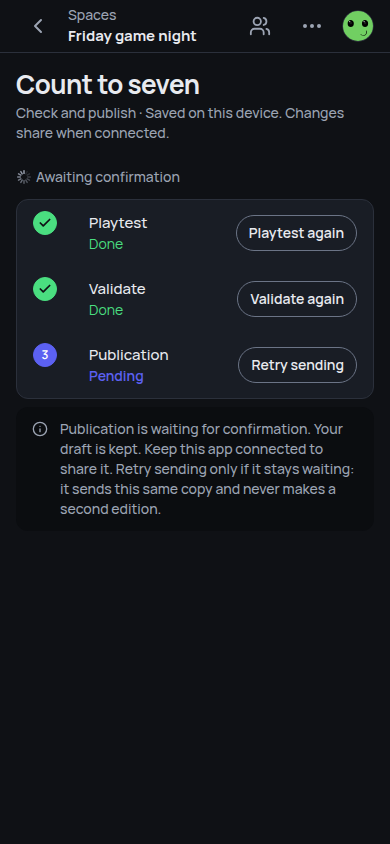 Spaces
Friday game night
Count to seven
Check and publish · Saved on this device. Changes
share when connected.
Awaiting confirmation
Playtest
Done
Playtest again
Validate
Done
Validate again
3
Publication
Pending
Retry sending
Publication is waiting for confirmation. Your
draft is kept. Keep this app connected to
share it. Retry sending only if it stays waiting:
it sends this same copy and never makes a
second edition.